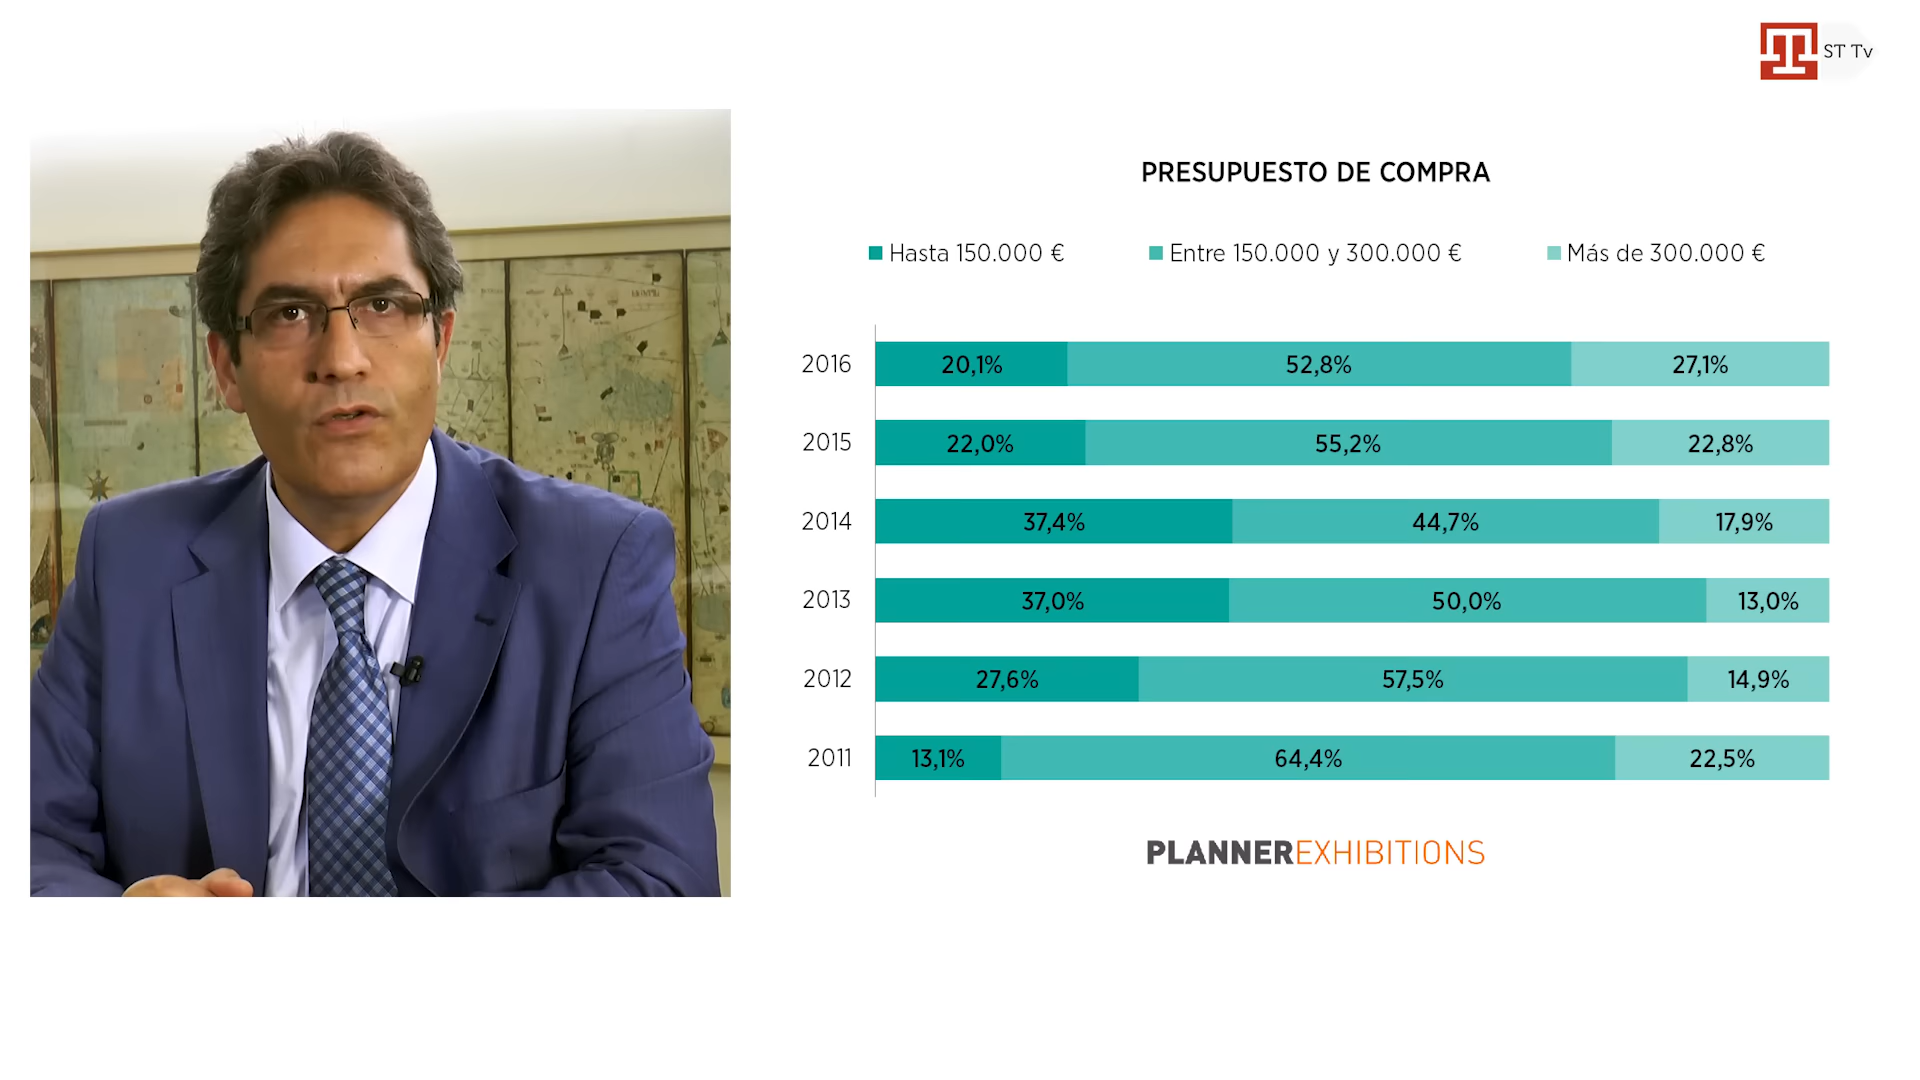 ST Tv
PRESUPUESTO DE COMPRA
Hasta 150.000 € Entre 150.000 y 300.000 € Más de 300.000 €
2016 20,1% 52,8% 27,1%
2015 22,0% 55,2% 22,8%
2014 37,4% 44,7% 17,9%
2013 37,0% 50,0% 13,0%
2012 27,6% 57,5% 14,9%
2011 13,1% 64,4% 22,5%
PLANNEREXHIBITIONS